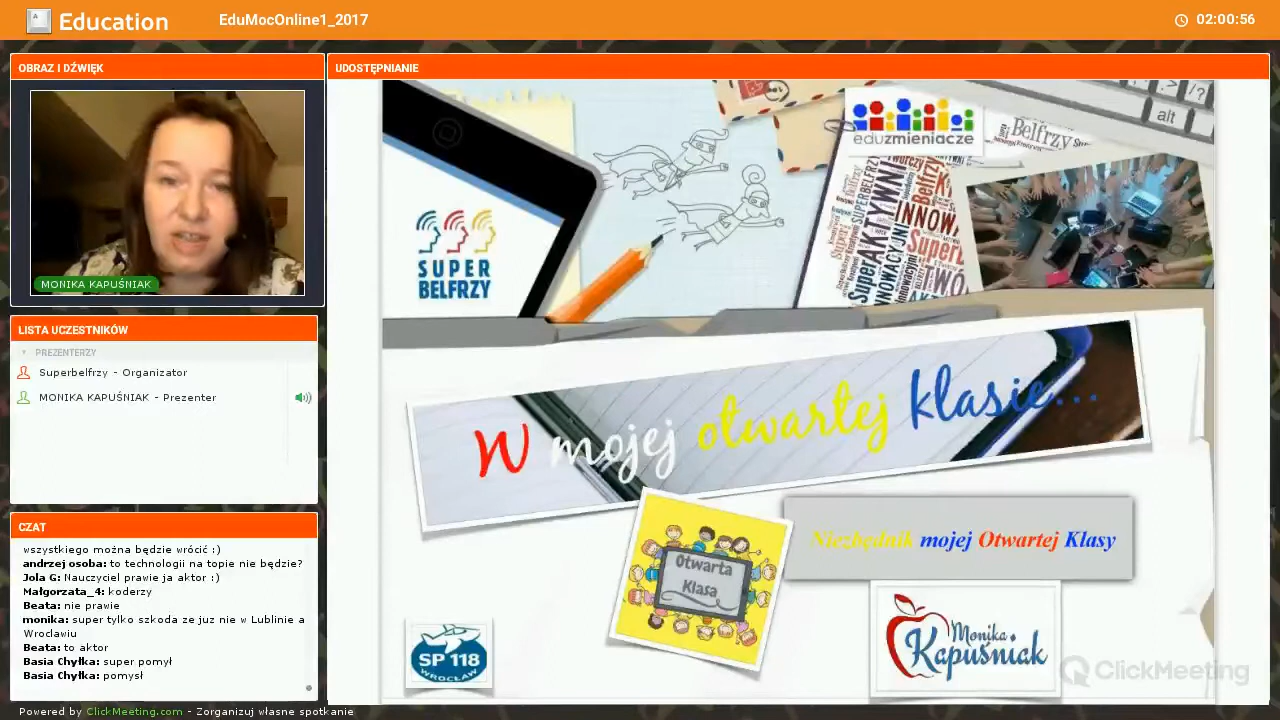 Education
EduMocOnline1_2017
02:00:56
OBRAZ I DŹWIĘK
MONIKA KAPUŚNIAK
LISTA UCZESTNIKÓW
PREZENTERZY
Superbelfrzy - Organizator
MONIKA KAPUŚNIAK - Prezenter
CZAT
wszystkiego można będzie wrócić :)
andrzej osoba: to technologii na topie nie będzie?
Jola G: Nauczyciel prawie ja aktor :)
Małgorzata_4: koderzy
Beata: nie prawie
monika: super tylko szkoda ze juz nie w Lublinie a
Wroclawiu
Beata: to aktor
Basia Chyłka: super pomył
Basia Chyłka: pomysł
Powered by ClickMeeting.com - Zorganizuj własne spotkanie
UDOSTĘPNIANIE
alt
eduzmieniacze
Belfrzy
AKTYWNI
INNOW
SUPER
BELFRZY
W mojej otwartej klasie...
Niezbędnik mojej Otwartej Klasy
Otwarta
Klasa
SP 118
WROCŁAW
Monika
Kapuśniak
ClickMeeting